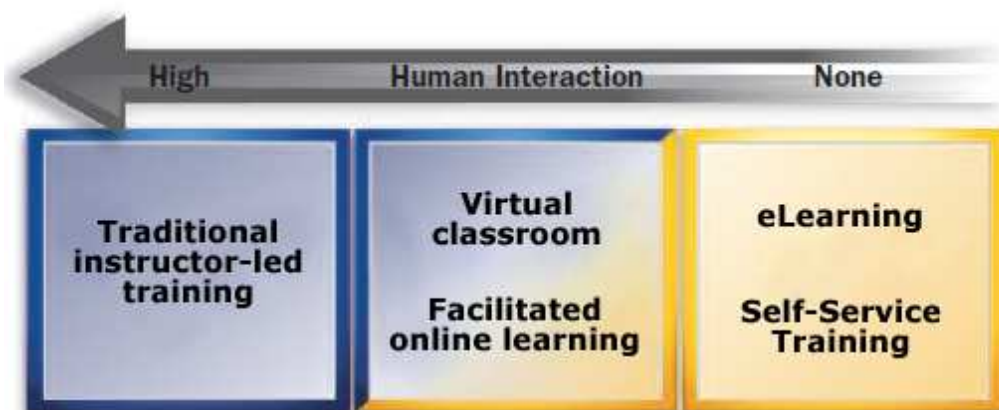 High Human Interaction None
Traditional
instructor-led
training
Virtual
classroom
Facilitated
online learning
eLearning
Self-Service
Training